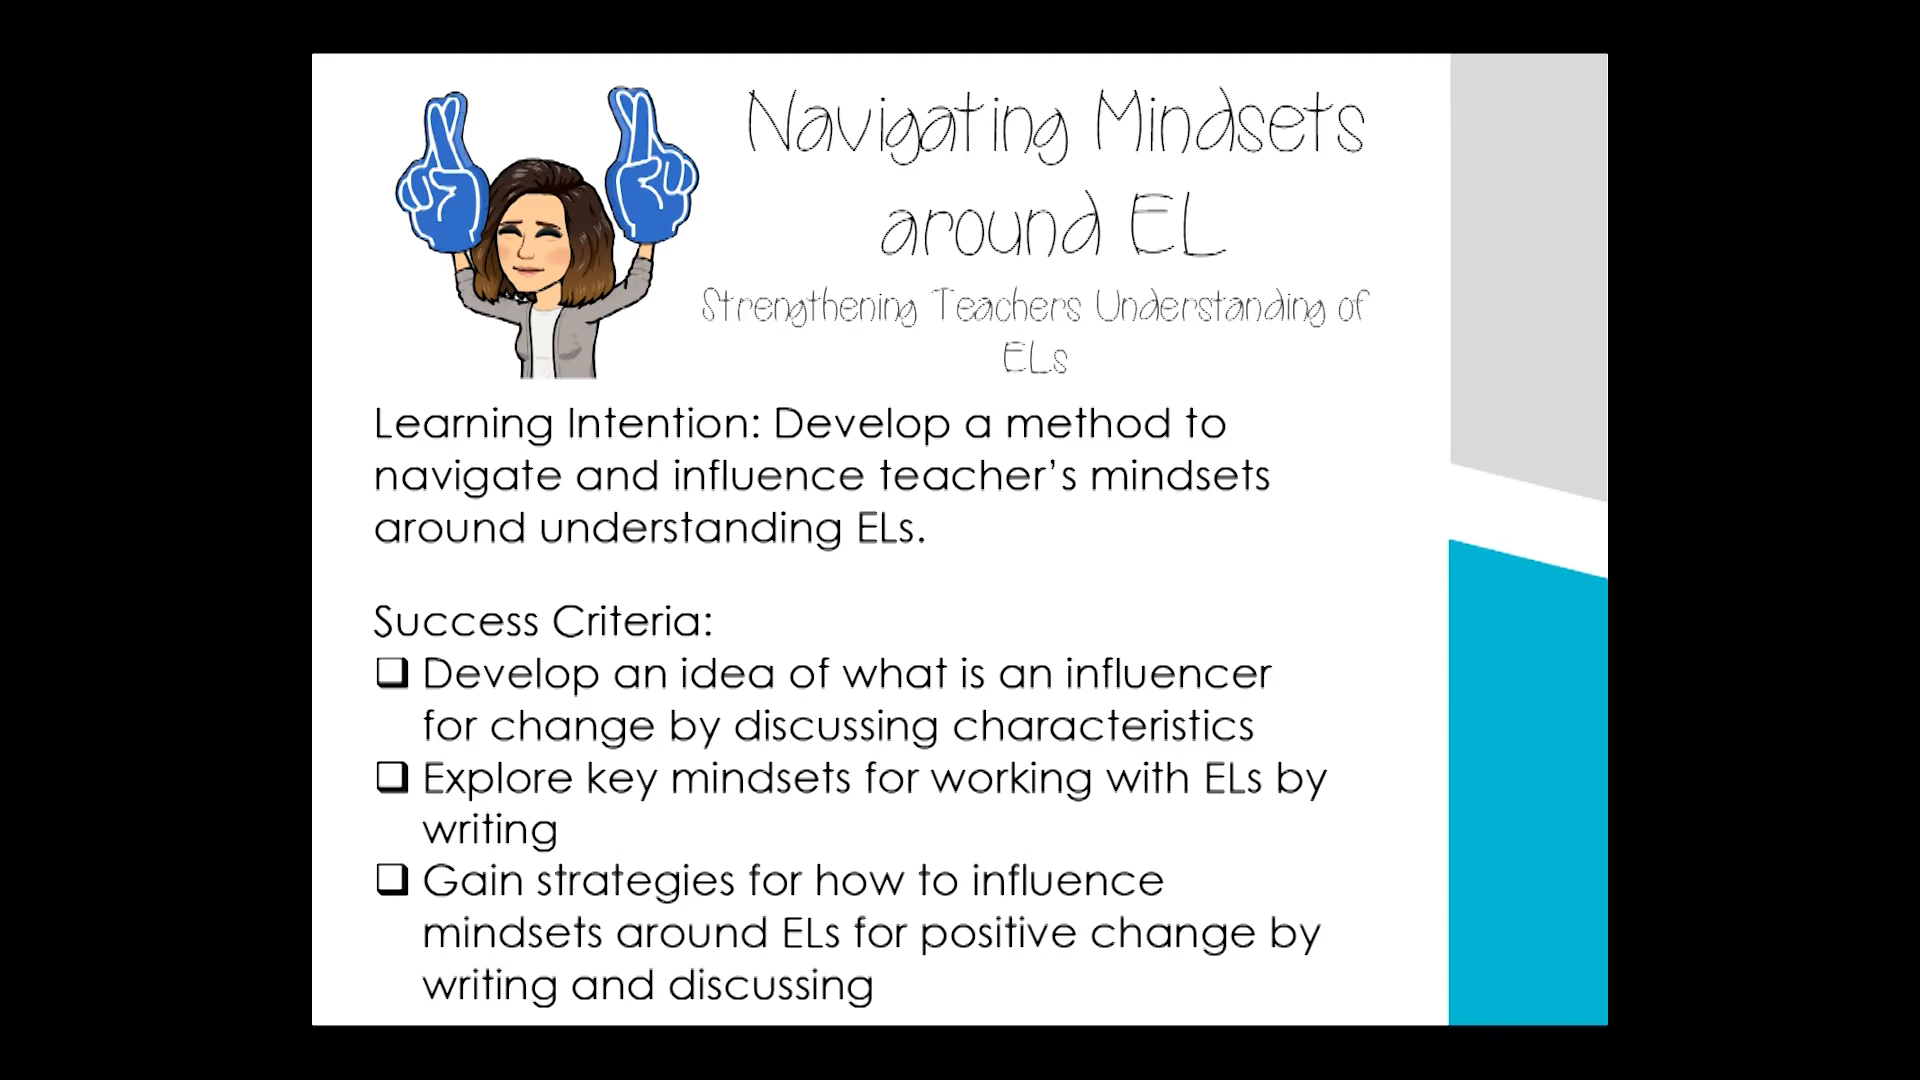 Navigating Mindsets
around EL
Strengthening Teachers Understanding of
ELs
Learning Intention: Develop a method to
navigate and influence teacher’s mindsets
around understanding ELs.
Success Criteria:
❑ Develop an idea of what is an influencer
for change by discussing characteristics
❑ Explore key mindsets for working with ELs by
writing
❑ Gain strategies for how to influence
mindsets around ELs for positive change by
writing and discussing